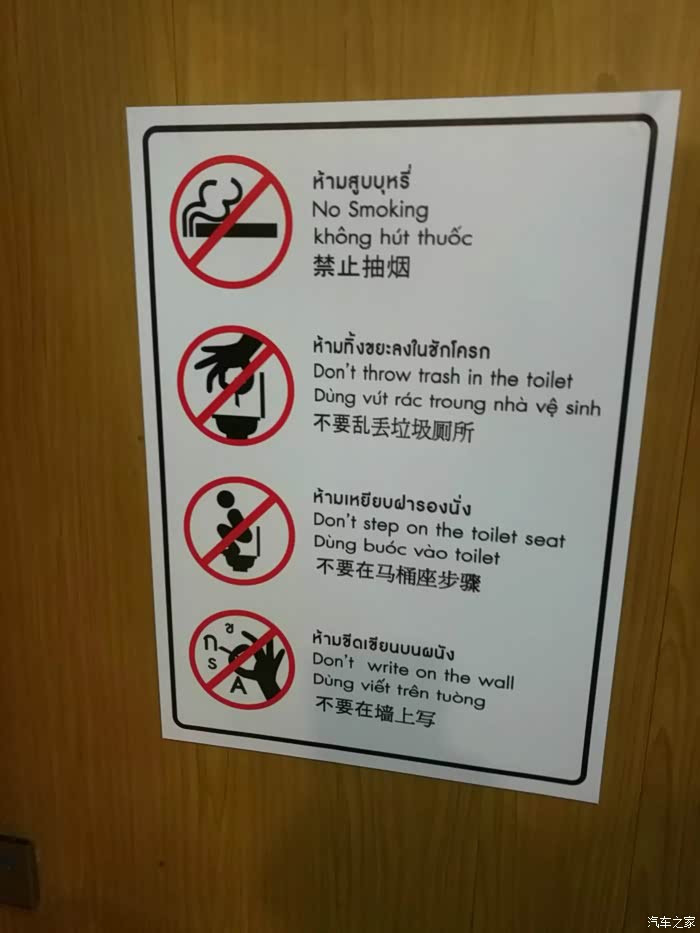 ห้ามสูบบุหรี่
No Smoking
không hút thuốc
禁止抽烟
ห้ามทิ้งขยะลงในชักโครก
Don't throw trash in the toilet
Dùng vút rác troung nhà vệ sinh
不要乱丢垃圾厕所
ห้ามเหยียบฝารองนั่ง
Don't step on the toilet seat
Dùng buóc vào toilet
不要在马桶座步骤
ข
ก
S
A
ห้ามขีดเขียนบนผนัง
Don't write on the wall
Dùng viết trên tuòng
不要在墙上写
汽车之家